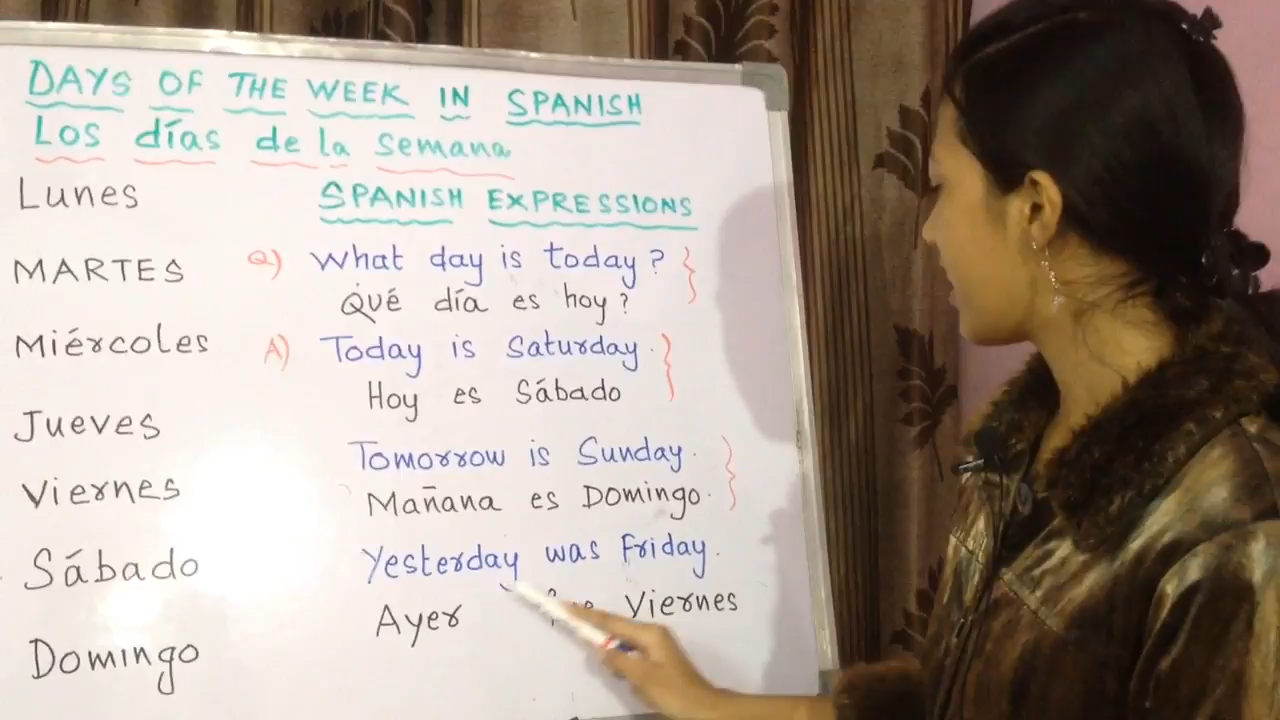 DAYS OF THE WEEK IN SPANISH
Los días de la semana
Lunes
MARTES
Miércoles
Jueves
Viernes
Sábado
Domingo
SPANISH EXPRESSIONS
Q) What day is today?
Qué día es hoy?
A) Today is Saturday.
Hoy es Sábado
Tomorrow is Sunday.
Mañana es Domingo.
Yesterday was Friday.
Ayer Viernes